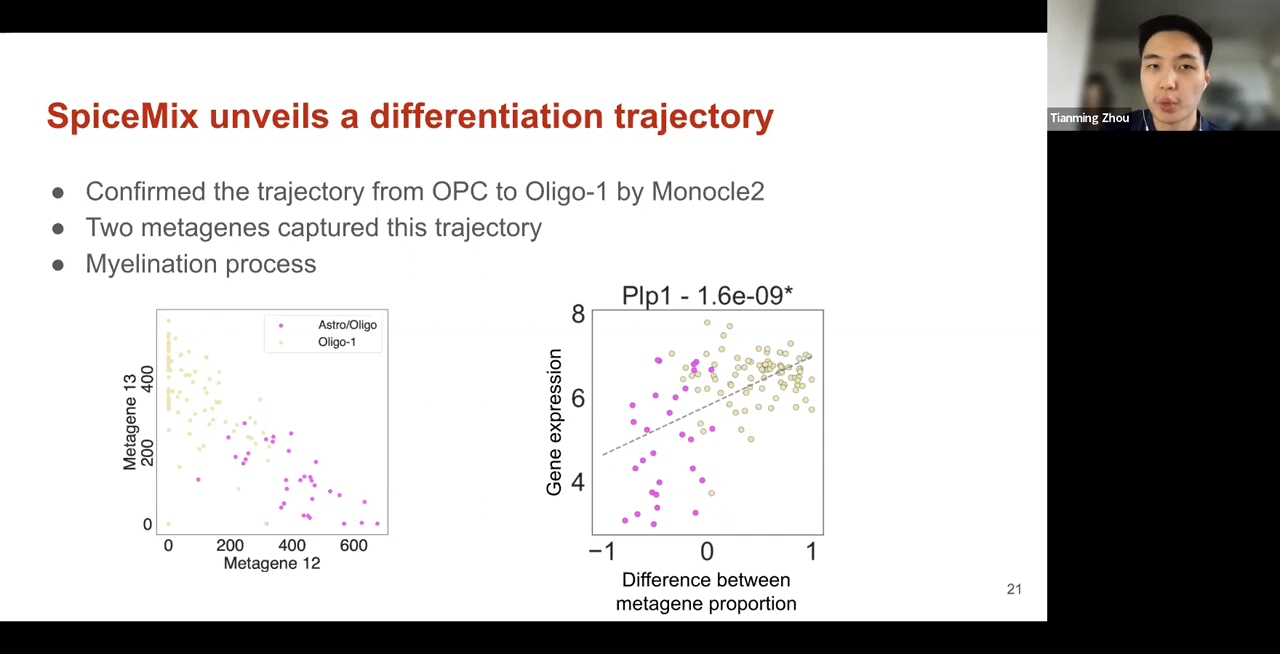 SpiceMix unveils a differentiation trajectory
● Confirmed the trajectory from OPC to Oligo-1 by Monocle2
● Two metagenes captured this trajectory
● Myelination process
Astro/Oligo
Oligo-1
Metagene 13
400
200
0
0 200 400 600
Metagene 12
Plp1 - 1.6e-09*
Gene expression
8
6
4
−1 0 1
Difference between
metagene proportion
21
Tianming Zhou